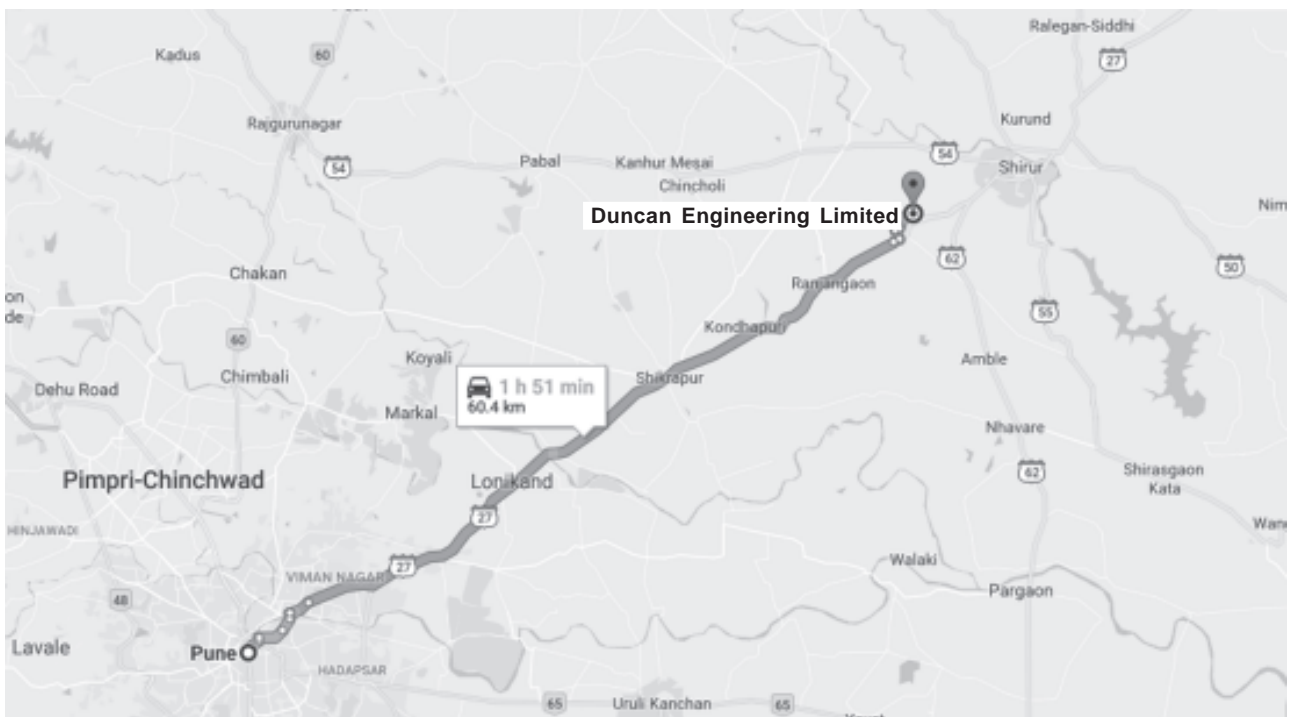 Ralegan-Siddhi
Kadus
60
27
Rajgurunagar
Kurund
54
Pabal
Kanhur Mesai
54
Shirur
Chincholi
Duncan Engineering Limited
Nim
62
50
Chakan
Ramangaon
on
de
55
60
Kondhapuri
Koyali
Amble
Chimbali
Shikrapur
1 h 51 min
60.4 km
Dehu Road
Markal
Nhavare
Pimpri-Chinchwad
Lonikand
62
Shirasgaon
Kata
27
HINJAWADI
Wang
27
VIMAN NAGAR
Walaki
Pargaon
48
Lavale
Pune
HADAPSAR
65
Uruli Kanchan
65